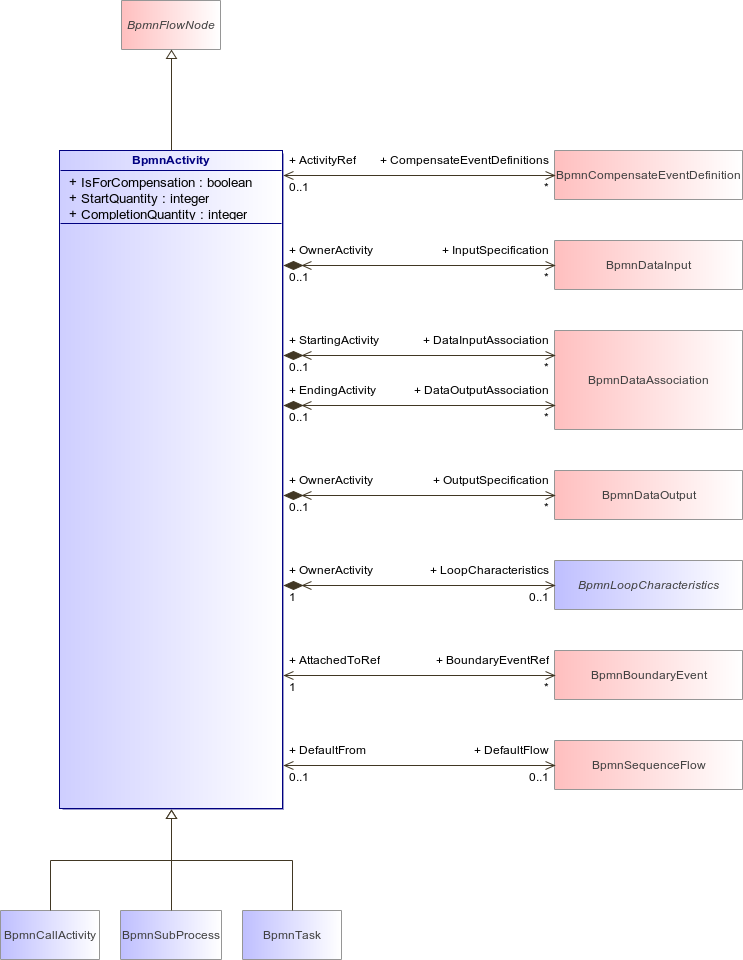 BpmnFlowNode
BpmnActivity
+ IsForCompensation : boolean
+ StartQuantity : integer
+ CompletionQuantity : integer
+ ActivityRef + CompensateEventDefinitions
0..1 *
BpmnCompensateEventDefinition
+ OwnerActivity + InputSpecification
0..1 *
BpmnDataInput
+ StartingActivity + DataInputAssociation
0..1 *
BpmnDataAssociation
+ EndingActivity + DataOutputAssociation
0..1 *
+ OwnerActivity + OutputSpecification
0..1 *
BpmnDataOutput
+ OwnerActivity + LoopCharacteristics
1 0..1
BpmnLoopCharacteristics
+ AttachedToRef + BoundaryEventRef
1 *
BpmnBoundaryEvent
+ DefaultFrom + DefaultFlow
0..1 0..1
BpmnSequenceFlow
BpmnCallActivity
BpmnSubProcess
BpmnTask